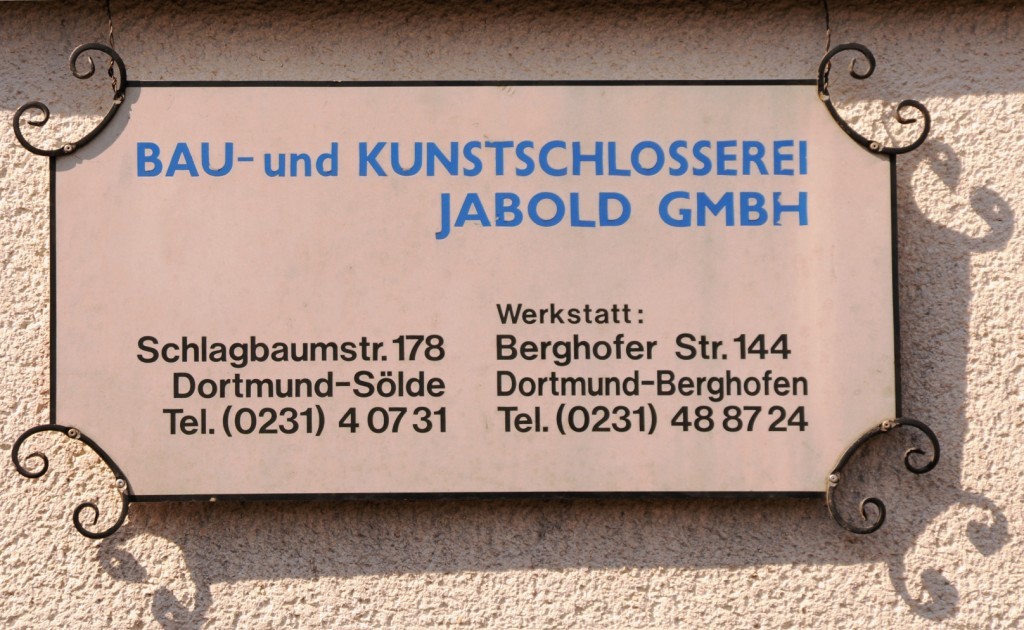 BAU- und KUNSTSCHLOSSEREI
JABOLD GMBH
Schlagbaumstr. 178
Dortmund-Sölde
Tel. (0231) 4 07 31
Werkstatt:
Berghofer Str. 144
Dortmund-Berghofen
Tel. (0231) 48 87 24